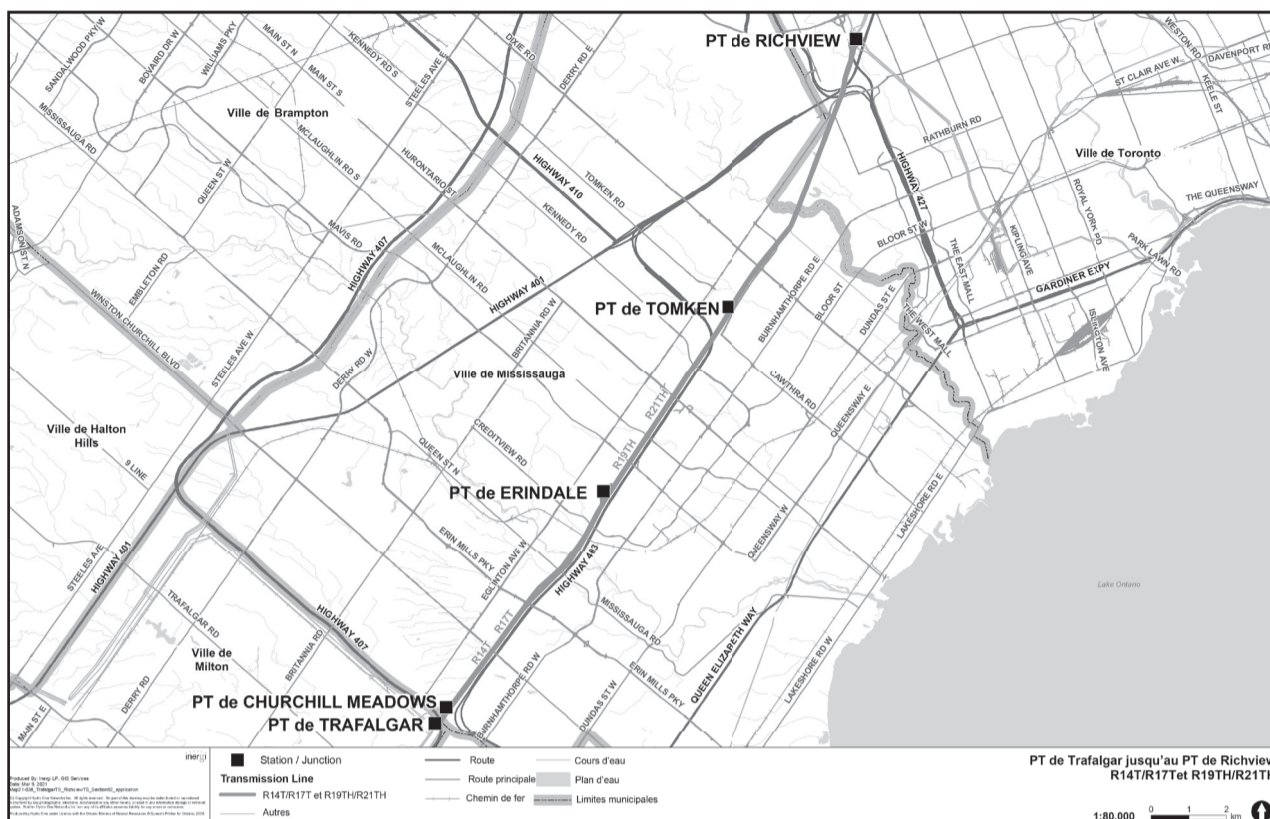 PT de RICHVIEW
WESTON RD
DAVENPORT RD
ST CLAIR AVE W
KEELE ST
SANDALWOOD PKY W
BOVAIRD DR W
WILLIAMS PKY
MAIN ST N
KENNEDY RD S
MAIN ST S
STEELES AVE E
DIXIE RD
DERRY RD E
Ville de Brampton
MISSISSAUGA RD
MCLAUGHLIN RD S
QUEEN ST W
HURONTARIO ST
HIGHWAY 410
TOMKEN RD
KENNEDY RD
RATHBURN RD
HIGHWAY 427
Ville de Toronto
THE QUEENSWAY
ROYAL YORK RD
KIPLING AVE
BLOOR ST W
THE EAST MALL
PARK LAWN RD
GARDINER EXPY
ISLINGTON AVE
ADAMSON ST N
EMBLETON RD
MAVIS RD
HIGHWAY 407
MCLAUGHLIN RD
HIGHWAY 401
WINSTON CHURCHILL BLVD
BRITANNIA RD W
PT de TOMKEN
BURNHAMTHORPE RD E
BLOOR ST
DUNDAS ST E
THE WEST MALL
STEELES AVE W
DERRY RD W
Ville de Mississauga
R21TH
CAWTHRA RD
QUEENSWAY E
Ville de Halton
Hills
9 LINE
QUEEN ST N
CREDITVIEW RD
R19TH
PT de ERINDALE
LAKESHORE RD E
QUEENSWAY W
ERIN MILLS PKY
EGLINTON AVE W
HIGHWAY 403
STEELES AVE
HIGHWAY 401
TRAFALGAR RD
HIGHWAY 407
R14T R17T
MISSISSAUGA RD
Lake Ontario
Ville de
Milton
BRITANNIA RD
DERRY RD
MAIN ST E
QUEEN ELIZABETH WAY
LAKESHORE RD W
ERIN MILLS PKY
BURNHAMTHORPE RD W
DUNDAS ST W
PT de CHURCHILL MEADOWS
PT de TRAFALGAR
inergi
Produced By: Inergi LP, GIS Services
Date: Mar 9, 2021
Station / Junction
Transmission Line
R14T/R17T et R19TH/R21TH
Autres
Route
Route principale
Chemin de fer
Cours d'eau
Plan d'eau
Limites municipales
PT de Trafalgar jusqu'au PT de Richview
R14T/R17Tet R19TH/R21TH
1:80,000
0 1 2
km